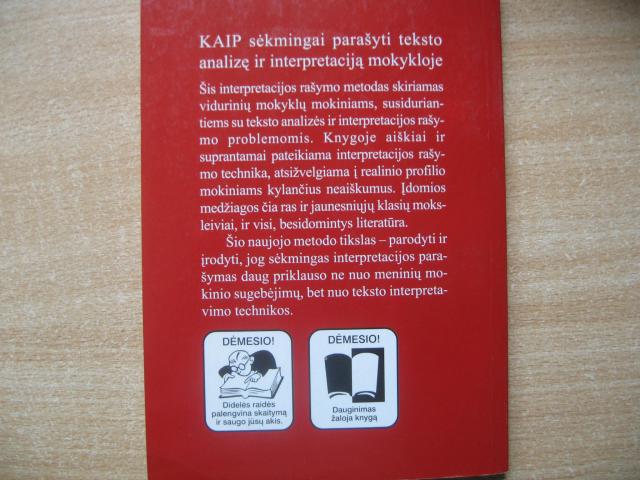 KAIP sėkmingai parašyti teksto
analizę ir interpretaciją mokykloje
Šis interpretacijos rašymo metodas skiriamas
vidurinių mokyklų mokiniams, susidurian-
tiems su teksto analizės ir interpretacijos rašy-
mo problemomis. Knygoje aiškiai ir
suprantamai pateikiama interpretacijos rašy-
mo technika, atsižvelgiama į realinio profilio
mokiniams kylančius neaiškumus. Įdomios
medžiagos čia ras ir jaunesniųjų klasių moks-
leiviai, ir visi, besidomintys literatūra.
Šio naujojo metodo tikslas – parodyti ir
įrodyti, jog sėkmingas interpretacijos para-
šymas daug priklauso ne nuo meninių mo-
kinio sugebėjimų, bet nuo teksto interpreta-
vimo technikos.
DĖMESIO!
Didelės raidės
palengvina skaitymą
ir saugo jūsų akis.
DĖMESIO!
Dauginimas
žaloja knygą